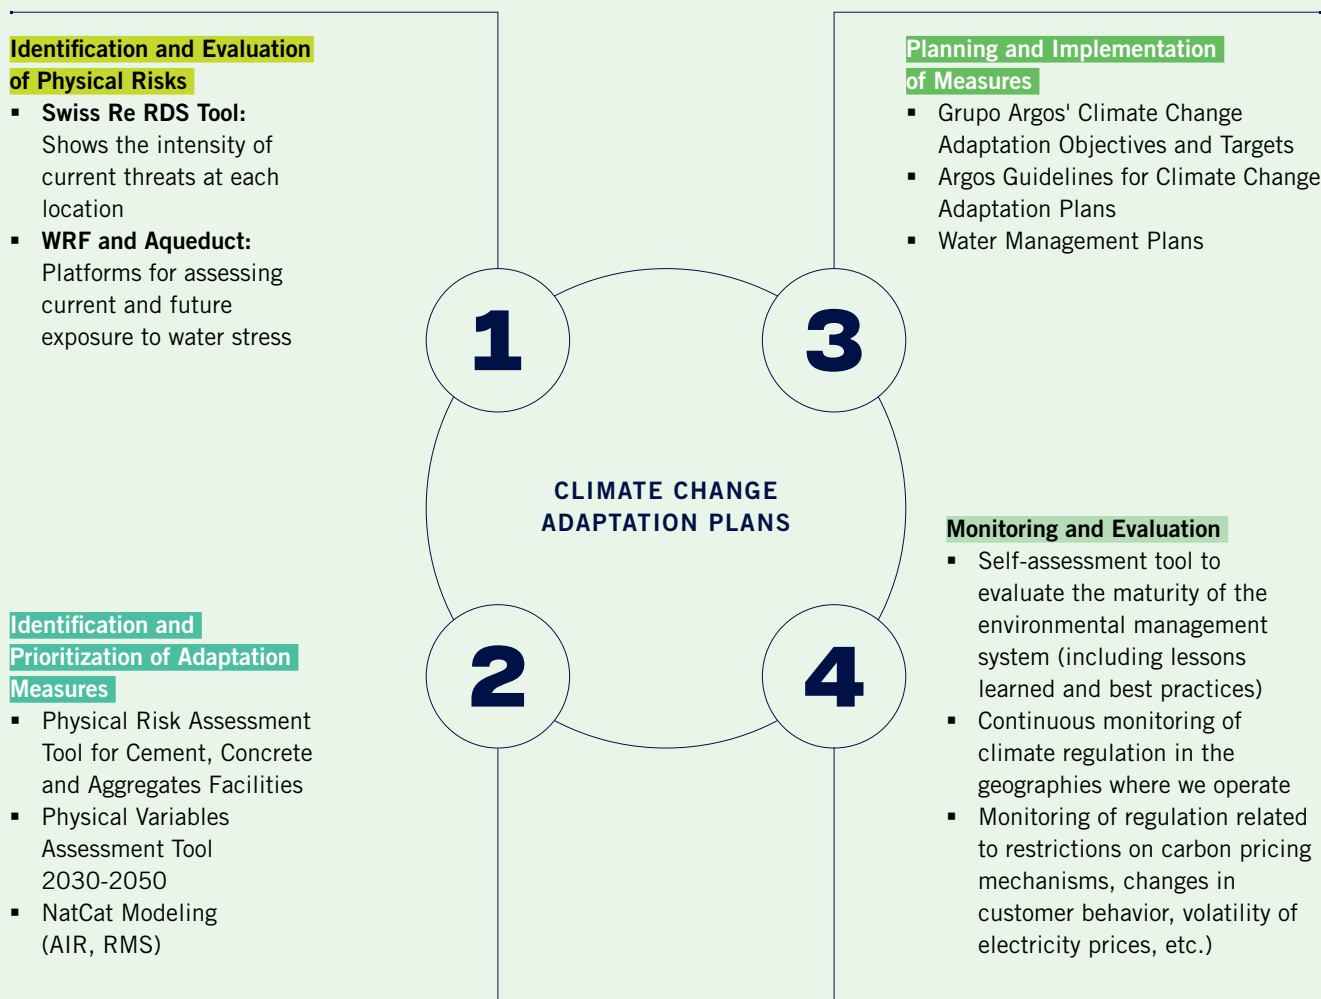 Identification and Evaluation
of Physical Risks
▪ Swiss Re RDS Tool:
Shows the intensity of
current threats at each
location
▪ WRF and Aqueduct:
Platforms for assessing
current and future
exposure to water stress
1
Identification and
Prioritization of Adaptation
Measures
▪ Physical Risk Assessment
Tool for Cement, Concrete
and Aggregates Facilities
▪ Physical Variables
Assessment Tool
2030-2050
▪ NatCat Modeling
(AIR, RMS)
2
CLIMATE CHANGE
ADAPTATION PLANS
Planning and Implementation
of Measures
▪ Grupo Argos' Climate Change
Adaptation Objectives and Targets
▪ Argos Guidelines for Climate Change
Adaptation Plans
▪ Water Management Plans
3
Monitoring and Evaluation
▪ Self-assessment tool to
evaluate the maturity of the
environmental management
system (including lessons
learned and best practices)
▪ Continuous monitoring of
climate regulation in the
geographies where we operate
▪ Monitoring of regulation related
to restrictions on carbon pricing
mechanisms, changes in
customer behavior, volatility of
electricity prices, etc.)
4